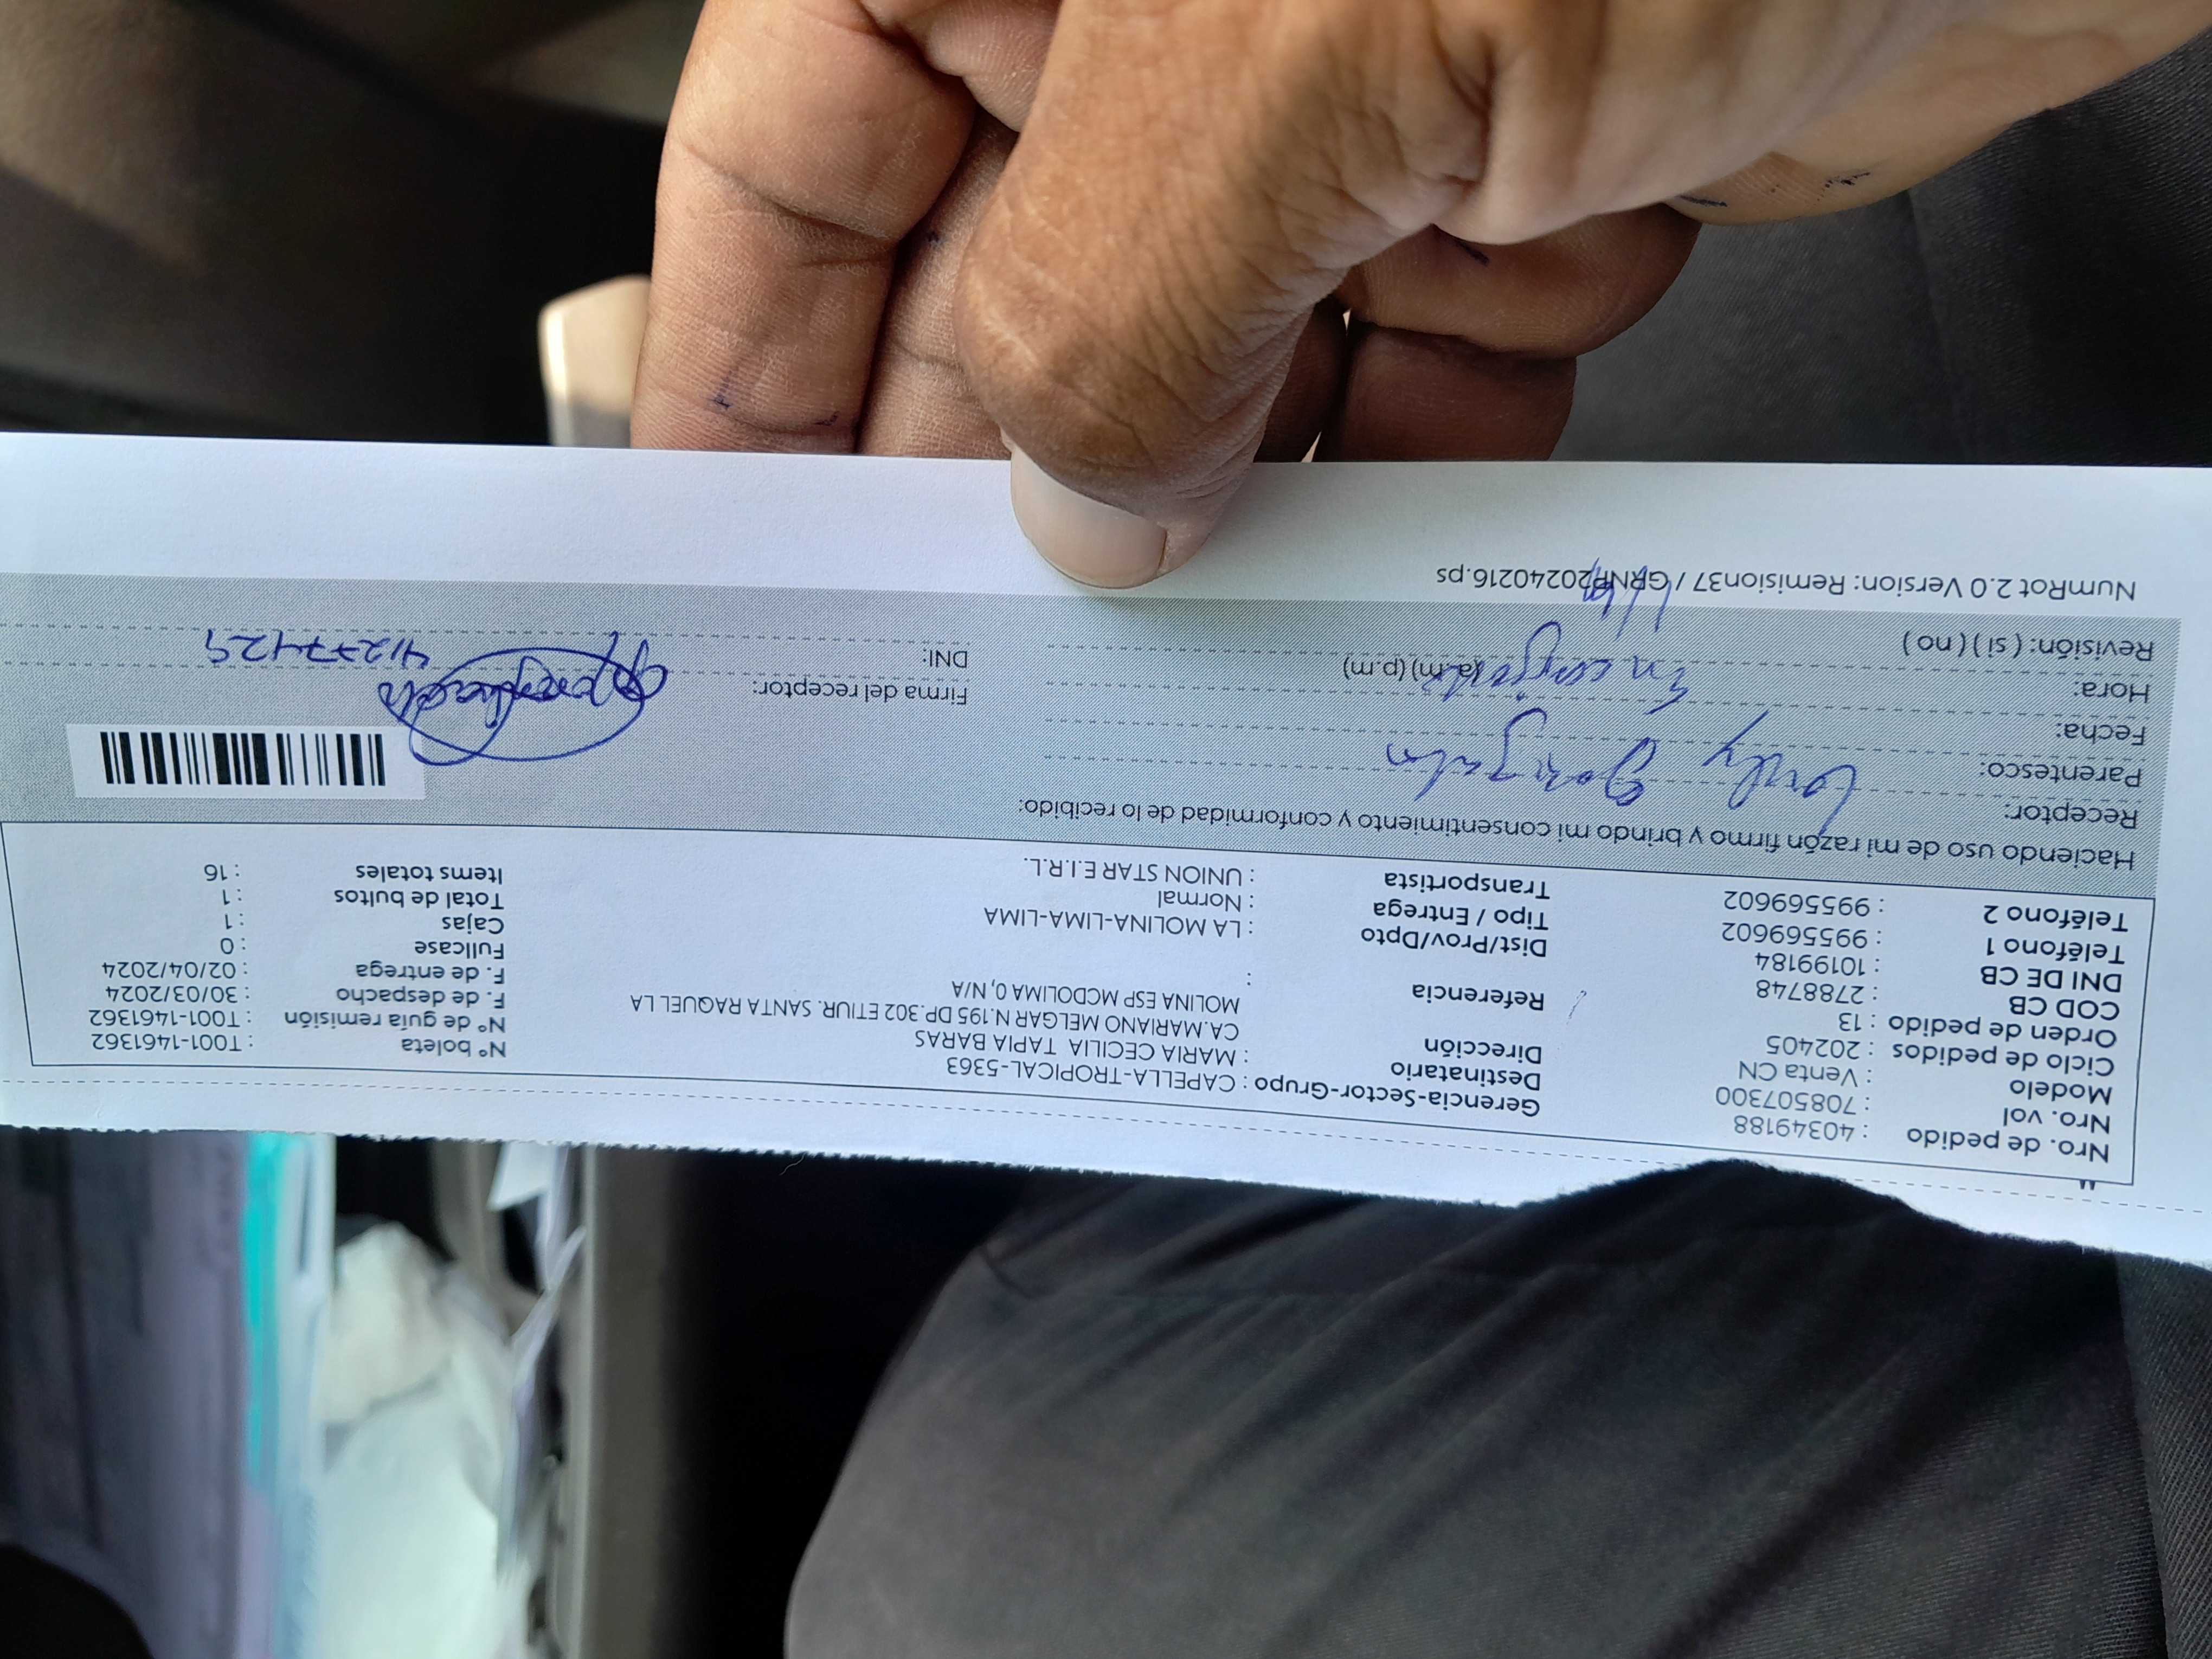 Nro. de pedido : 40349188
Nro. vol : 708507300
Modelo : Venta CN
Ciclo de pedidos : 202405
Orden de pedido : 13
COD CB : 2788748
DNI DE CB : 10199184
Teléfono 1 : 995569602
Teléfono 2 : 995569602
Gerencia-Sector-Grupo : CAPELLA-TROPICAL-5363
Destinatario : MARIA CECILIA TAPIA BARAS
Dirección CA.MARIANO MELGAR N.195 DP.302 ETIUR. SANTA RAQUEL LA
MOLINA ESP MCDOLIMA 0, N/A
Referencia :
Dist/Prov/Dpto : LA MOLINA-LIMA-LIMA
Tipo / Entrega : Normal
Transportista : UNION STAR E.I.R.L.
N° boleta : T001-1461362
N° de guía remisión : T001-1461362
F. de despacho : 30/03/2024
F. de entrega : 02/04/2024
Fullcase : 0
Cajas : 1
Total de bultos : 1
Items totales : 16
Haciendo uso de mi razón firmo y brindo mi consentimiento y conformidad de lo recibido:
Receptor:
Parentesco:
Fecha:
Hora: (a.m) (p.m)
Revisión: ( si ) ( no )
Firma del receptor:
DNI: 41277429
NumRot 2.0 Version: Remision37 / GRNP20240216.ps